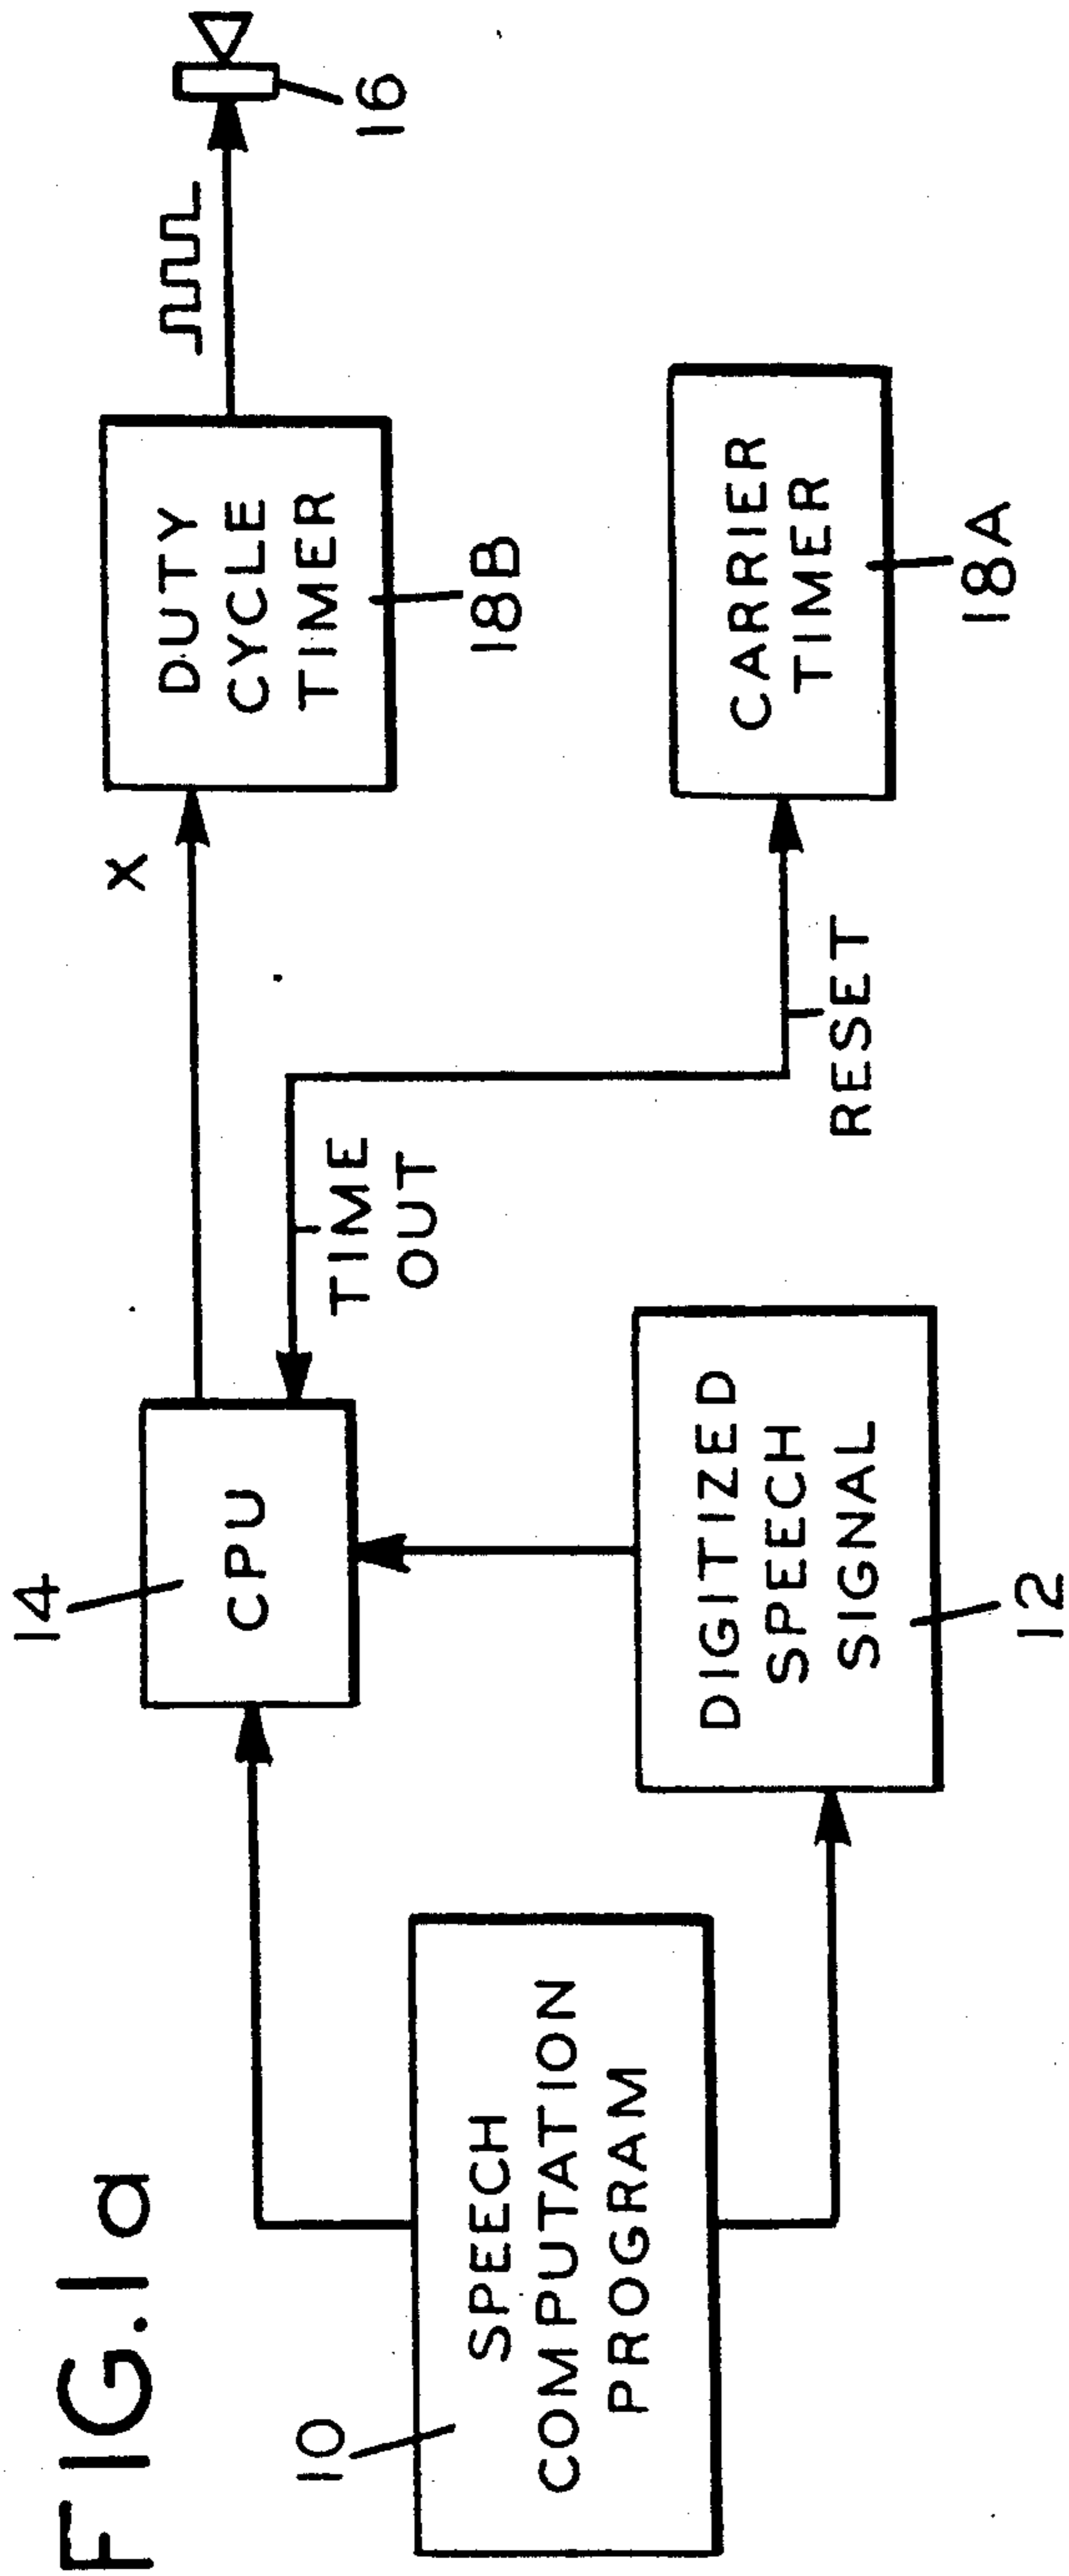 FIG. 1a
10
SPEECH
COMPUTATION
PROGRAM
14
CPU
DIGITIZED
SPEECH
SIGNAL
12
TIME
OUT
X
RESET
DUTY
CYCLE
TIMER
18B
CARRIER
TIMER
18A
16